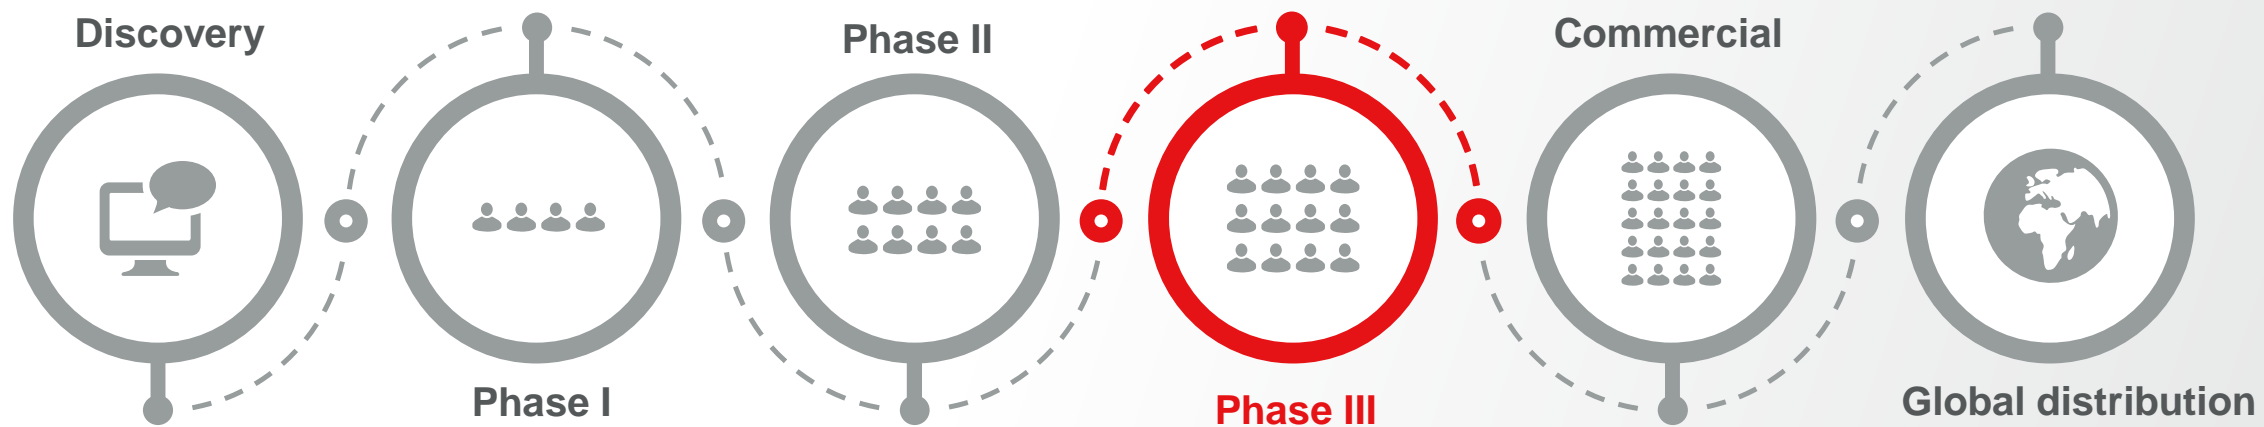 Discovery
Phase I
Phase II
Phase III
Commercial
Global distribution